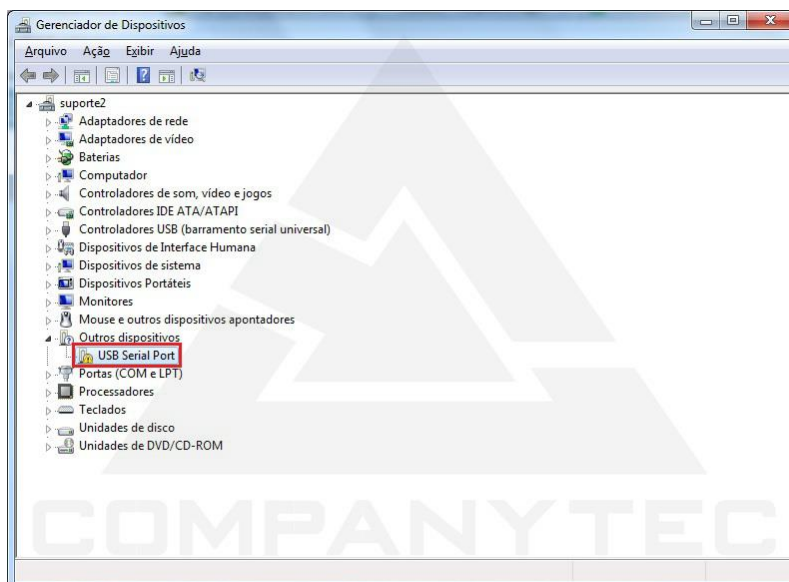 Gerenciador de Dispositivos
Arquivo Ação Exibir Ajuda
suporte2
Adaptadores de rede
Adaptadores de vídeo
Baterias
Computador
Controladores de som, vídeo e jogos
Controladores IDE ATA/ATAPI
Controladores USB (barramento serial universal)
Dispositivos de Interface Humana
Dispositivos de sistema
Dispositivos Portáteis
Monitores
Mouse e outros dispositivos apontadores
Outros dispositivos
USB Serial Port
Portas (COM e LPT)
Processadores
Teclados
Unidades de disco
Unidades de DVD/CD-ROM
COMPANYTEC